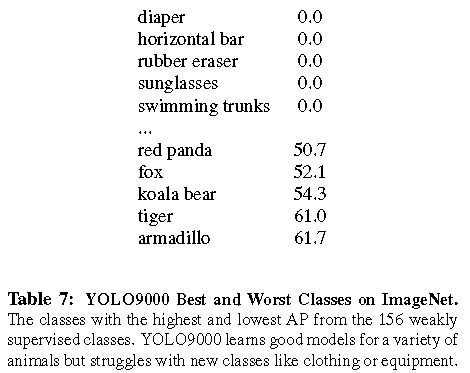 diaper 0.0
horizontal bar 0.0
rubber eraser 0.0
sunglasses 0.0
swimming trunks 0.0
...
red panda 50.7
fox 52.1
koala bear 54.3
tiger 61.0
armadillo 61.7
Table 7: YOLO9000 Best and Worst Classes on ImageNet.
The classes with the highest and lowest AP from the 156 weakly
supervised classes. YOLO9000 learns good models for a variety of
animals but struggles with new classes like clothing or equipment.